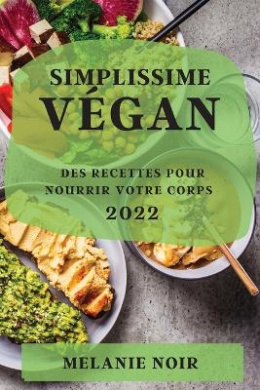 SIMPLISSIME
VÉGAN
DES RECETTES POUR
NOURRIR VOTRE CORPS
2022
MELANIE NOIR